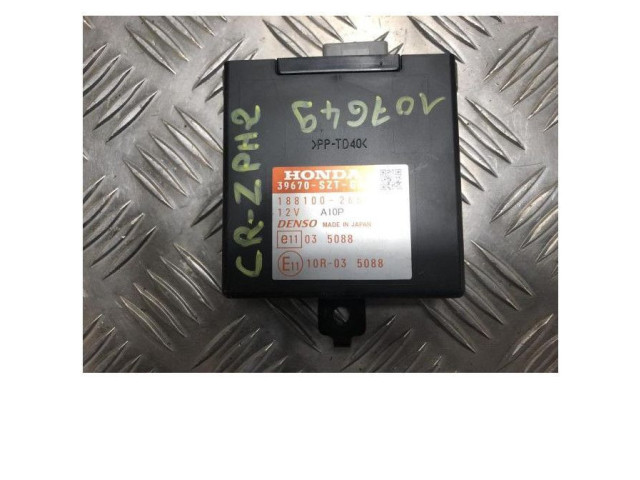 107649
>PP-TD40<
CR-ZPH2
HONDA
39670-SZT-G
188100-2
12V A10P
DENSO MADE IN JAPAN
e11 03 5088
E11 10R-03 5088